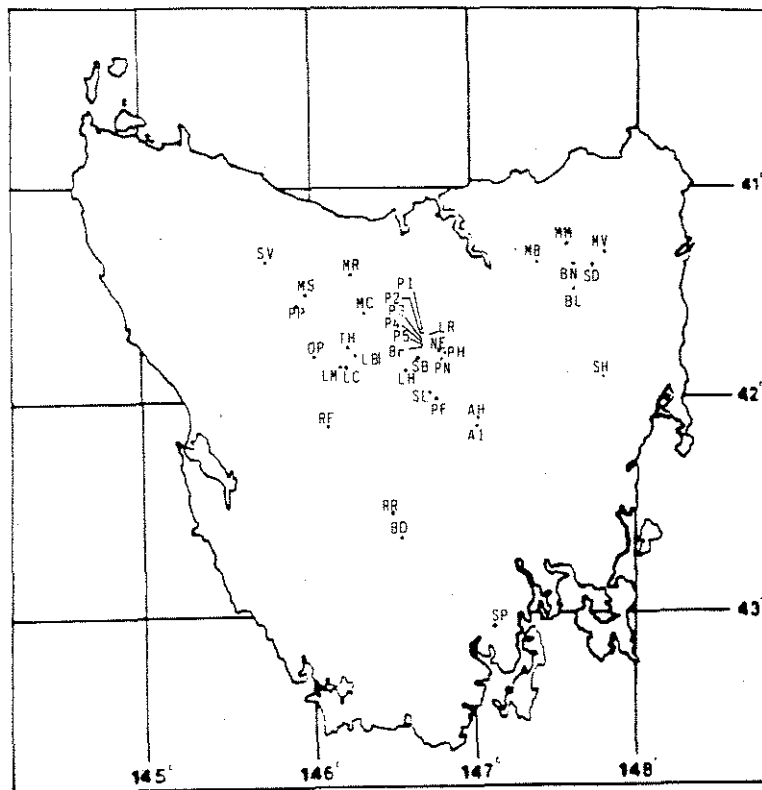 41°
MM
MB
MV
SV
BN
SD
MR
P1
BL
MS
P2
PP
MC
P3
P4
LR
P5
NE
TH
Br
PH
OP
LB
SB
PN
LM
LC
LH
SH
42°
SL
PF
AH
RF
A1
RR
BD
43°
SP
145°
146°
147°
148°